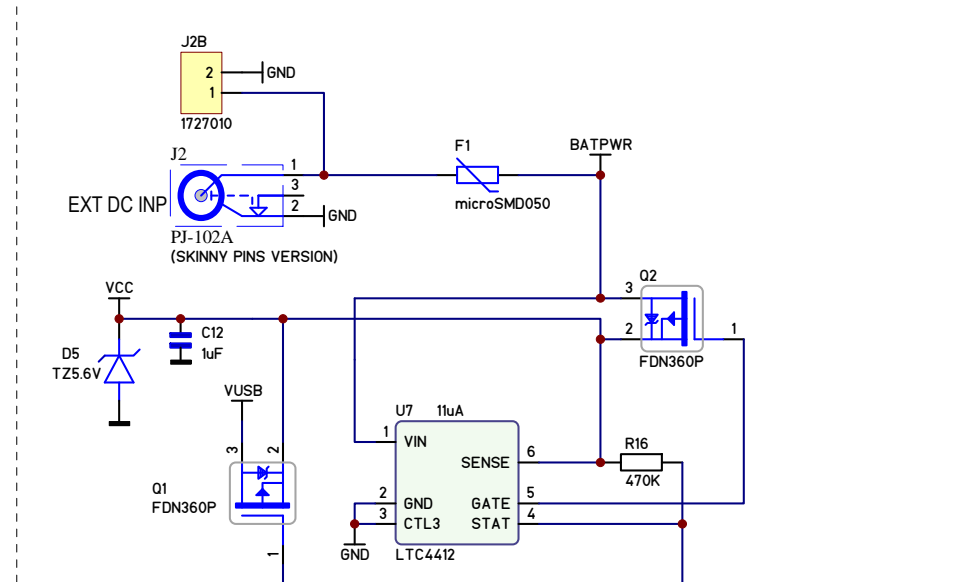 J2B
2 GND
1
1727010
F1
BATPWR
J2
1
3
EXT DC INP
2 GND
microSMD050
PJ-102A
(SKINNY PINS VERSION)
Q2
VCC
3
C12
2
1
D5
1uF
TZ5.6V
FDN360P
VUSB
U7 11uA
1 VIN
R16
3
2
SENSE 6
470K
Q1
2 GND
GATE 5
FDN360P
3 CTL3
STAT 4
1
GND
LTC4412